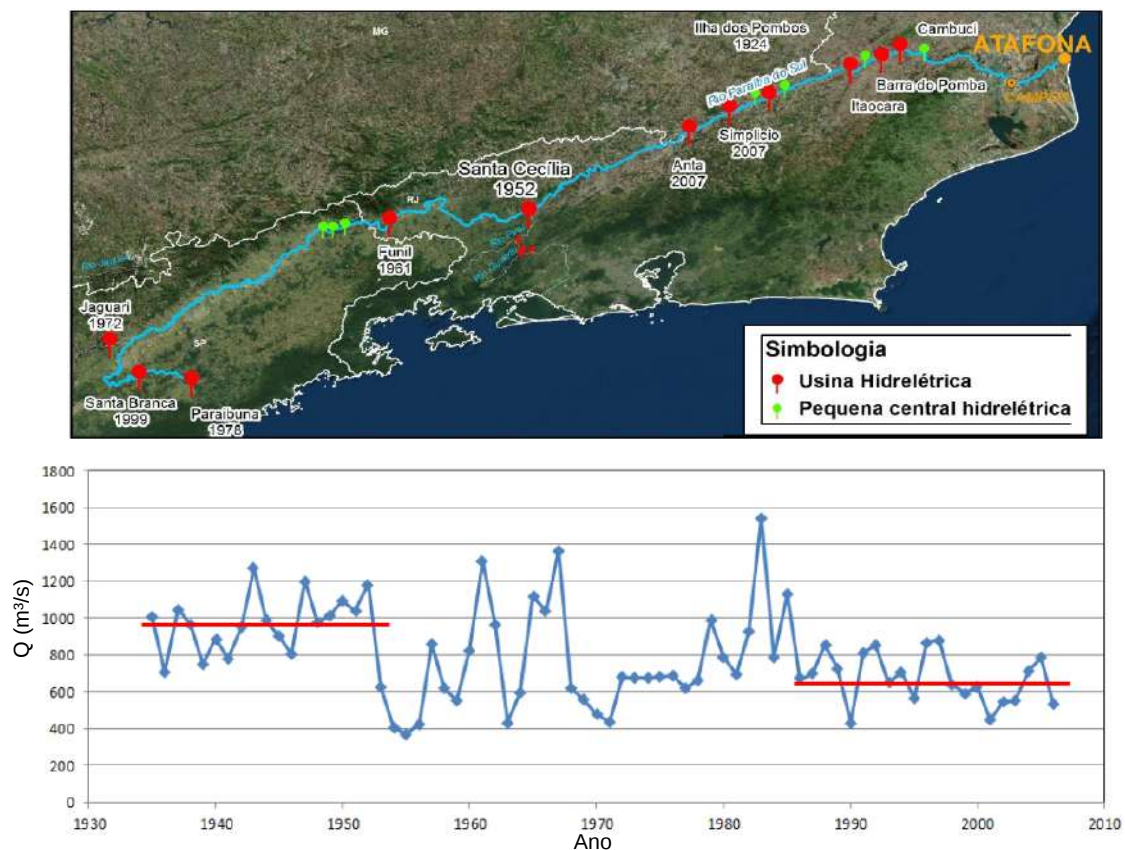 MG
Ilha dos Pombos
1924
Cambuci
ATAFONA
Rio Paraíba do Sul
CAMPOS
Barra do Pomba
Itaocara
Simplício
2007
Anta
2007
Santa Cecília
1952
RJ
Funil
1961
Jaguari
1972
SP
Santa Branca
1999
Paraibuna
1978
Simbologia
Usina Hidrelétrica
Pequena central hidrelétrica
1800
1600
1400
1200
1000
800
600
400
200
0
Q (m³/s)
1930
1940
1950
1960
1970
1980
1990
2000
2010
Ano